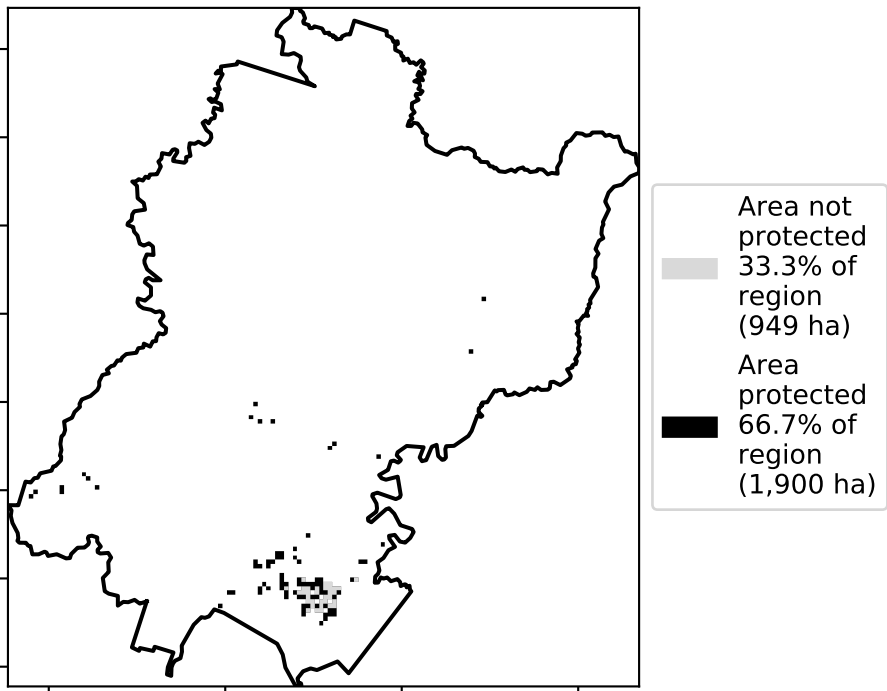 Area not
protected
33.3% of
region
(949 ha)
Area
protected
66.7% of
region
(1,900 ha)